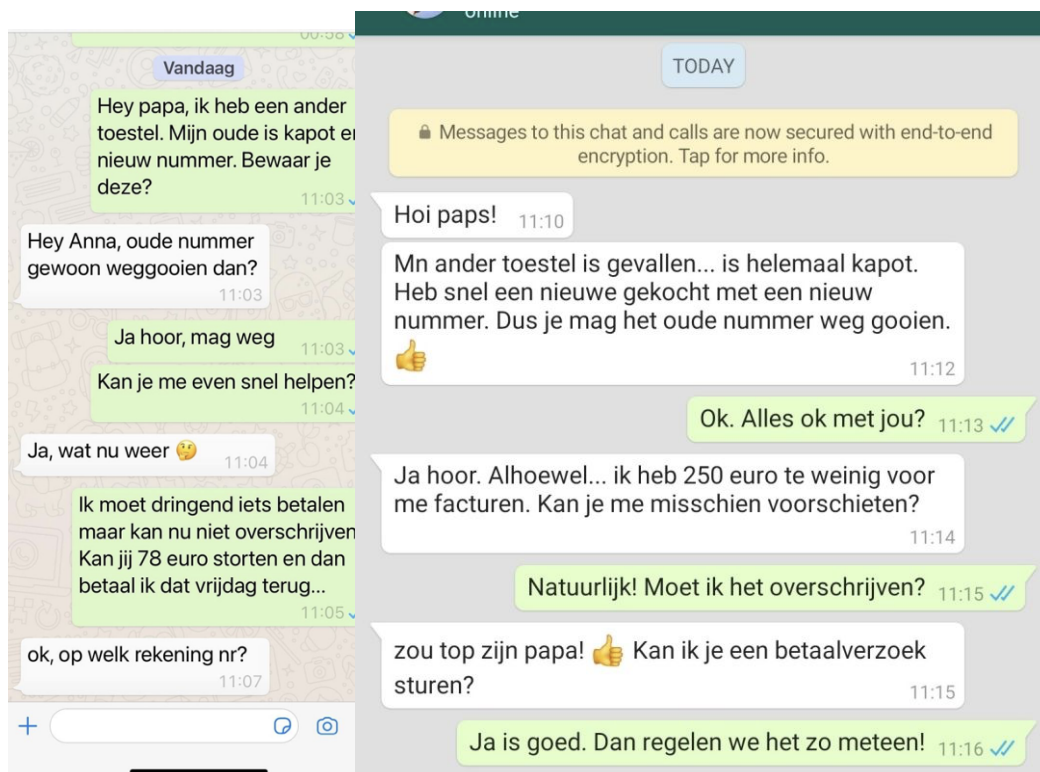 00:58
Vandaag
Hey papa, ik heb een ander
toestel. Mijn oude is kapot
nieuw nummer. Bewaar je
deze?
11:03
Hey Anna, oude nummer
gewoon weggooien dan?
11:03
Ja hoor, mag weg
11:03
Kan je me even snel helpen?
11:04
Ja, wat nu weer 🤔
11:04
Ik moet dringend iets betalen
maar kan nu niet overschrijven
Kan jij 78 euro storten en dan
betaal ik dat vrijdag terug...
11:05
ok, op welk rekening nr?
11:07
online
TODAY
🔒 Messages to this chat and calls are now secured with end-to-end
encryption. Tap for more info.
Hoi paps! 11:10
Mn ander toestel is gevallen... is helemaal kapot.
Heb snel een nieuwe gekocht met een nieuw
nummer. Dus je mag het oude nummer weg gooien.
👍
11:12
Ok. Alles ok met jou? 11:13
Ja hoor. Alhoewel... ik heb 250 euro te weinig voor
me facturen. Kan je me misschien voorschieten?
11:14
Natuurlijk! Moet ik het overschrijven? 11:15
zou top zijn papa! 👍 Kan ik je een betaalverzoek
sturen?
11:15
Ja is goed. Dan regelen we het zo meteen! 11:16